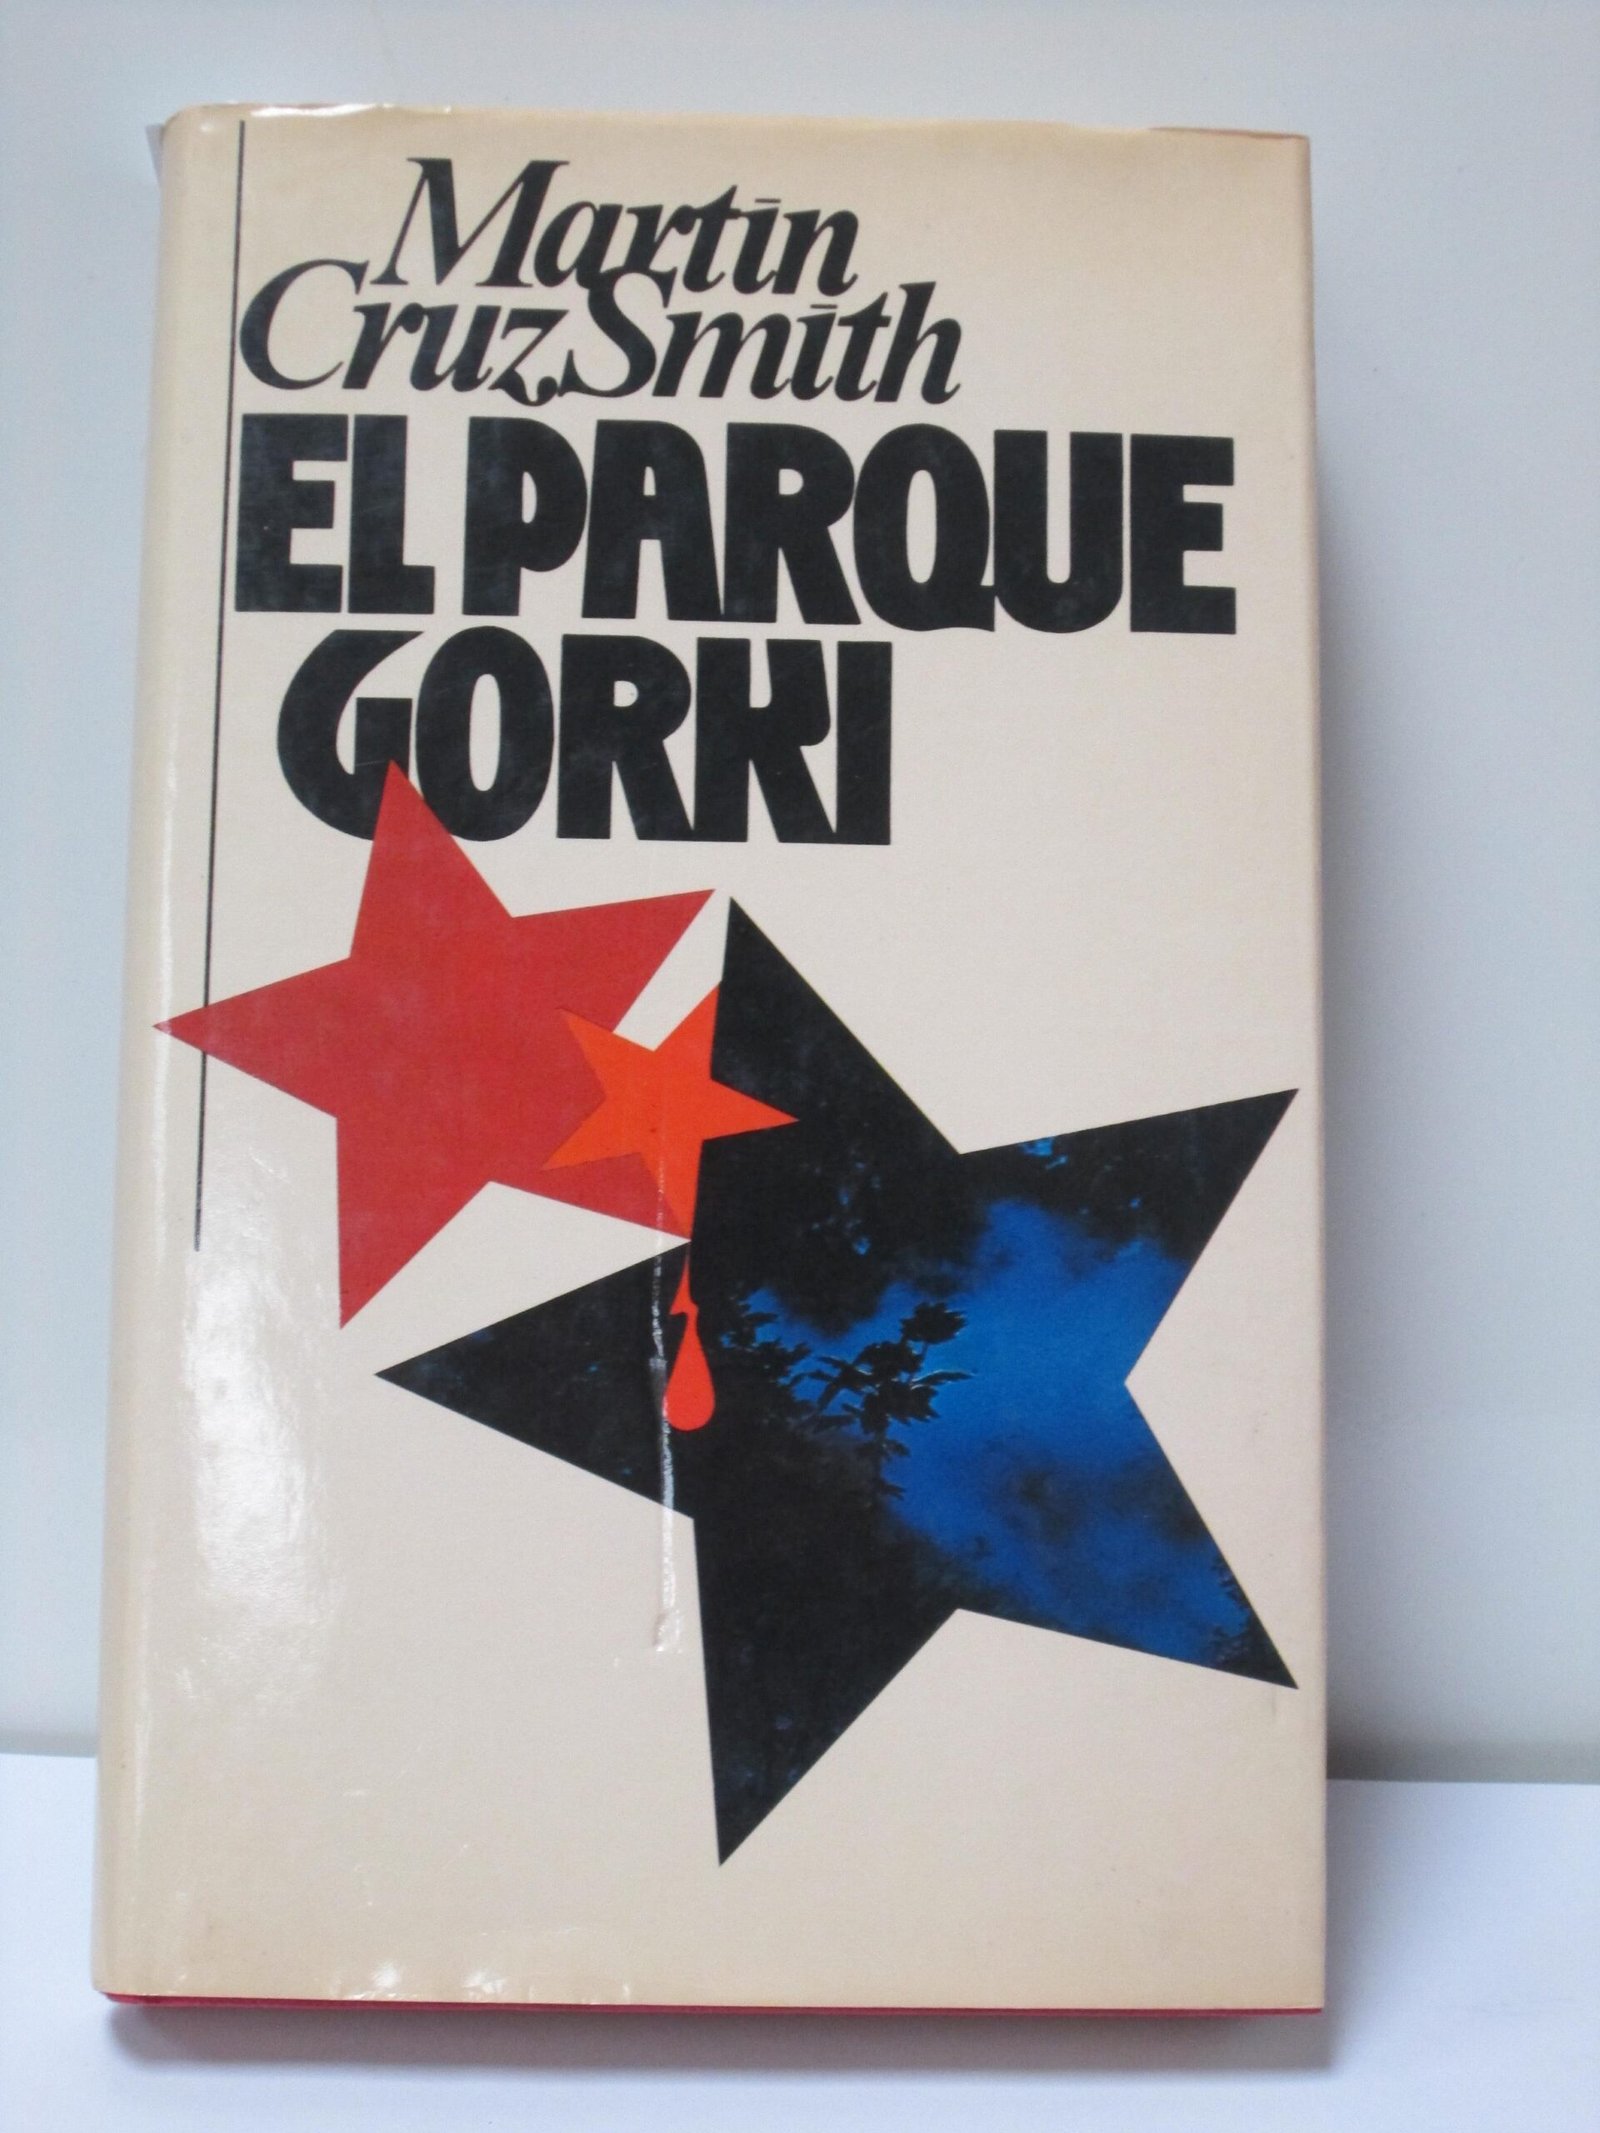 Martin
Cruz Smith
EL PARQUE
GORKI